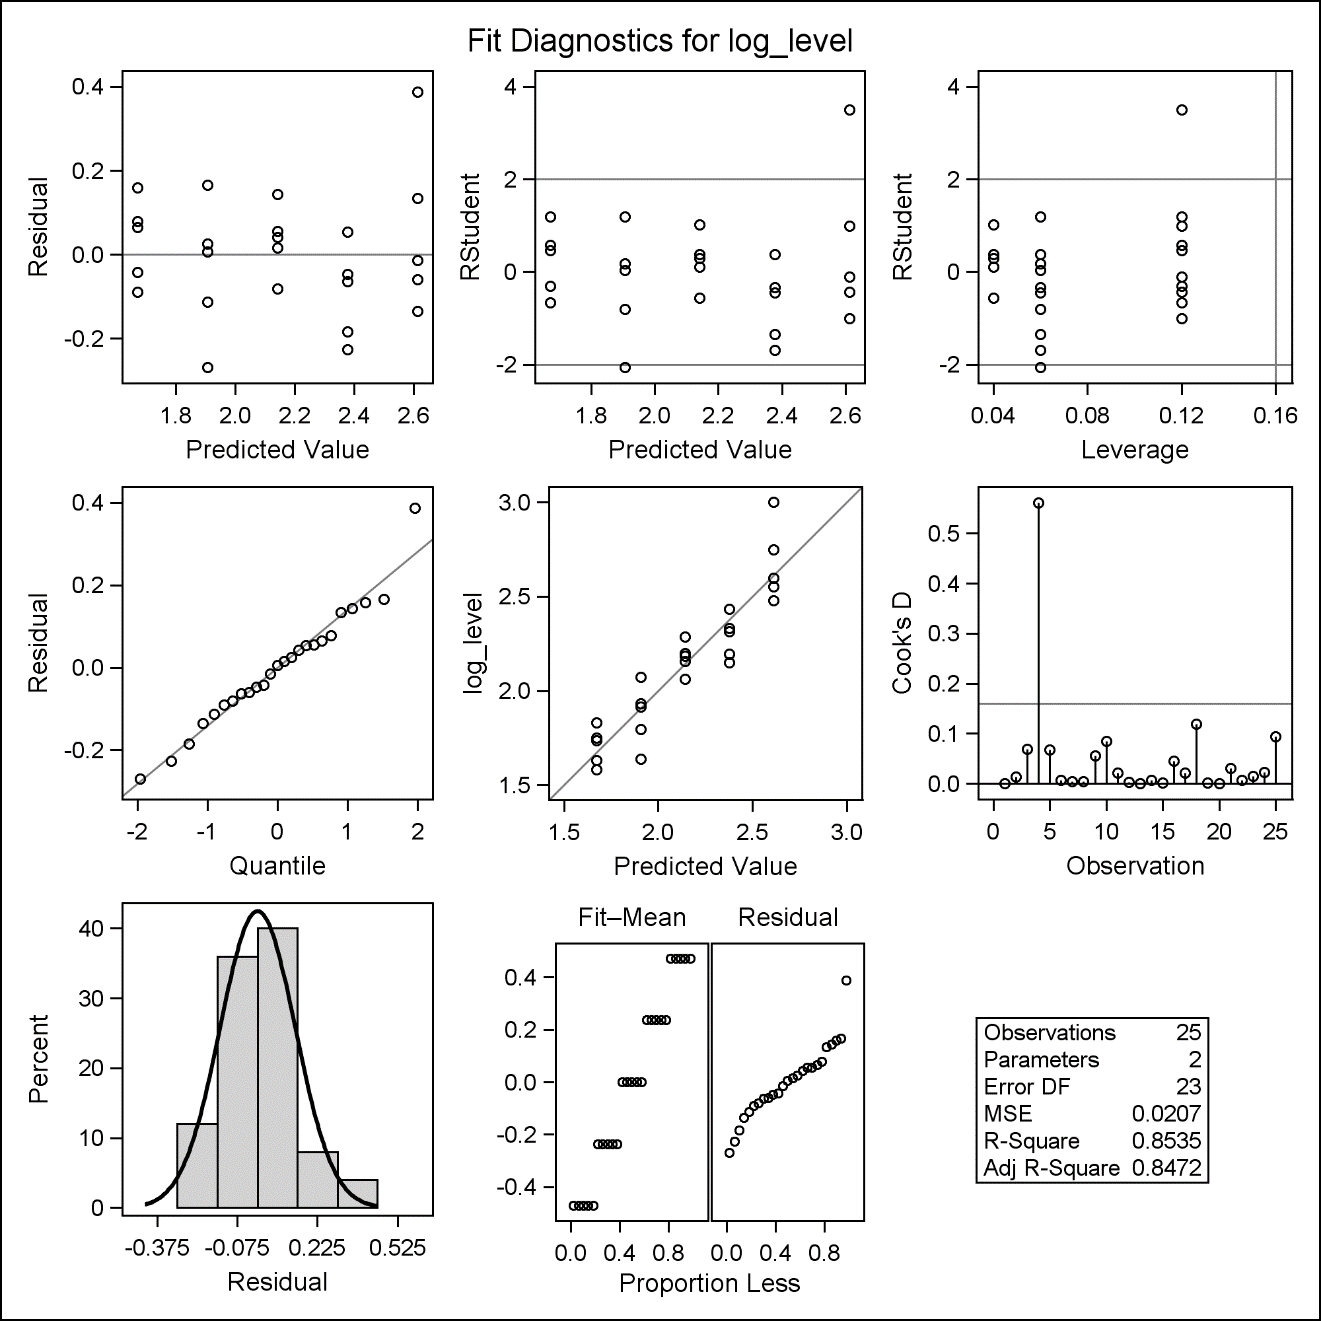 Fit Diagnostics for log_level
0.4
0.2
0.0
-0.2
Residual
1.8 2.0 2.2 2.4 2.6
Predicted Value
4
2
0
-2
RStudent
1.8 2.0 2.2 2.4 2.6
Predicted Value
4
2
0
-2
RStudent
0.04 0.08 0.12 0.16
Leverage
0.4
0.2
0.0
-0.2
Residual
-2 -1 0 1 2
Quantile
3.0
2.5
2.0
1.5
log_level
1.5 2.0 2.5 3.0
Predicted Value
0.5
0.4
0.3
0.2
0.1
0.0
Cook's D
0 5 10 15 20 25
Observation
40
30
20
10
0
Percent
-0.375 -0.075 0.225 0.525
Residual
Fit–Mean Residual
0.4
0.2
0.0
-0.2
-0.4
0.0 0.4 0.8 0.0 0.4 0.8
Proportion Less
Observations 25
Parameters 2
Error DF 23
MSE 0.0207
R-Square 0.8535
Adj R-Square 0.8472